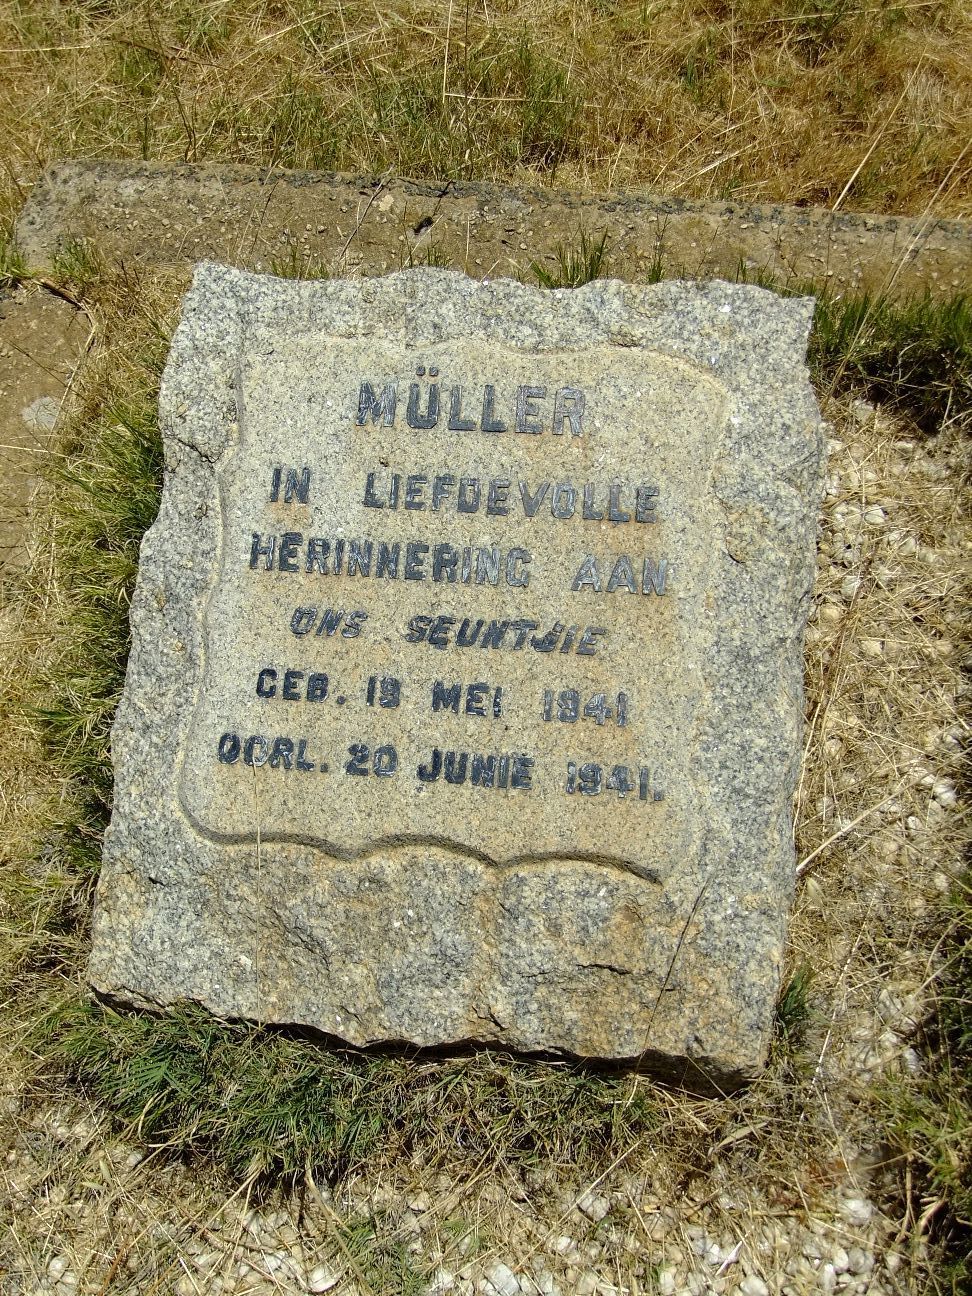 MÜLLER
IN LIEFDEVOLLE
HERINNERING AAN
ONS SEUNTJIE
GEB. 19 MEI 1941
OORL. 20 JUNIE 1941.